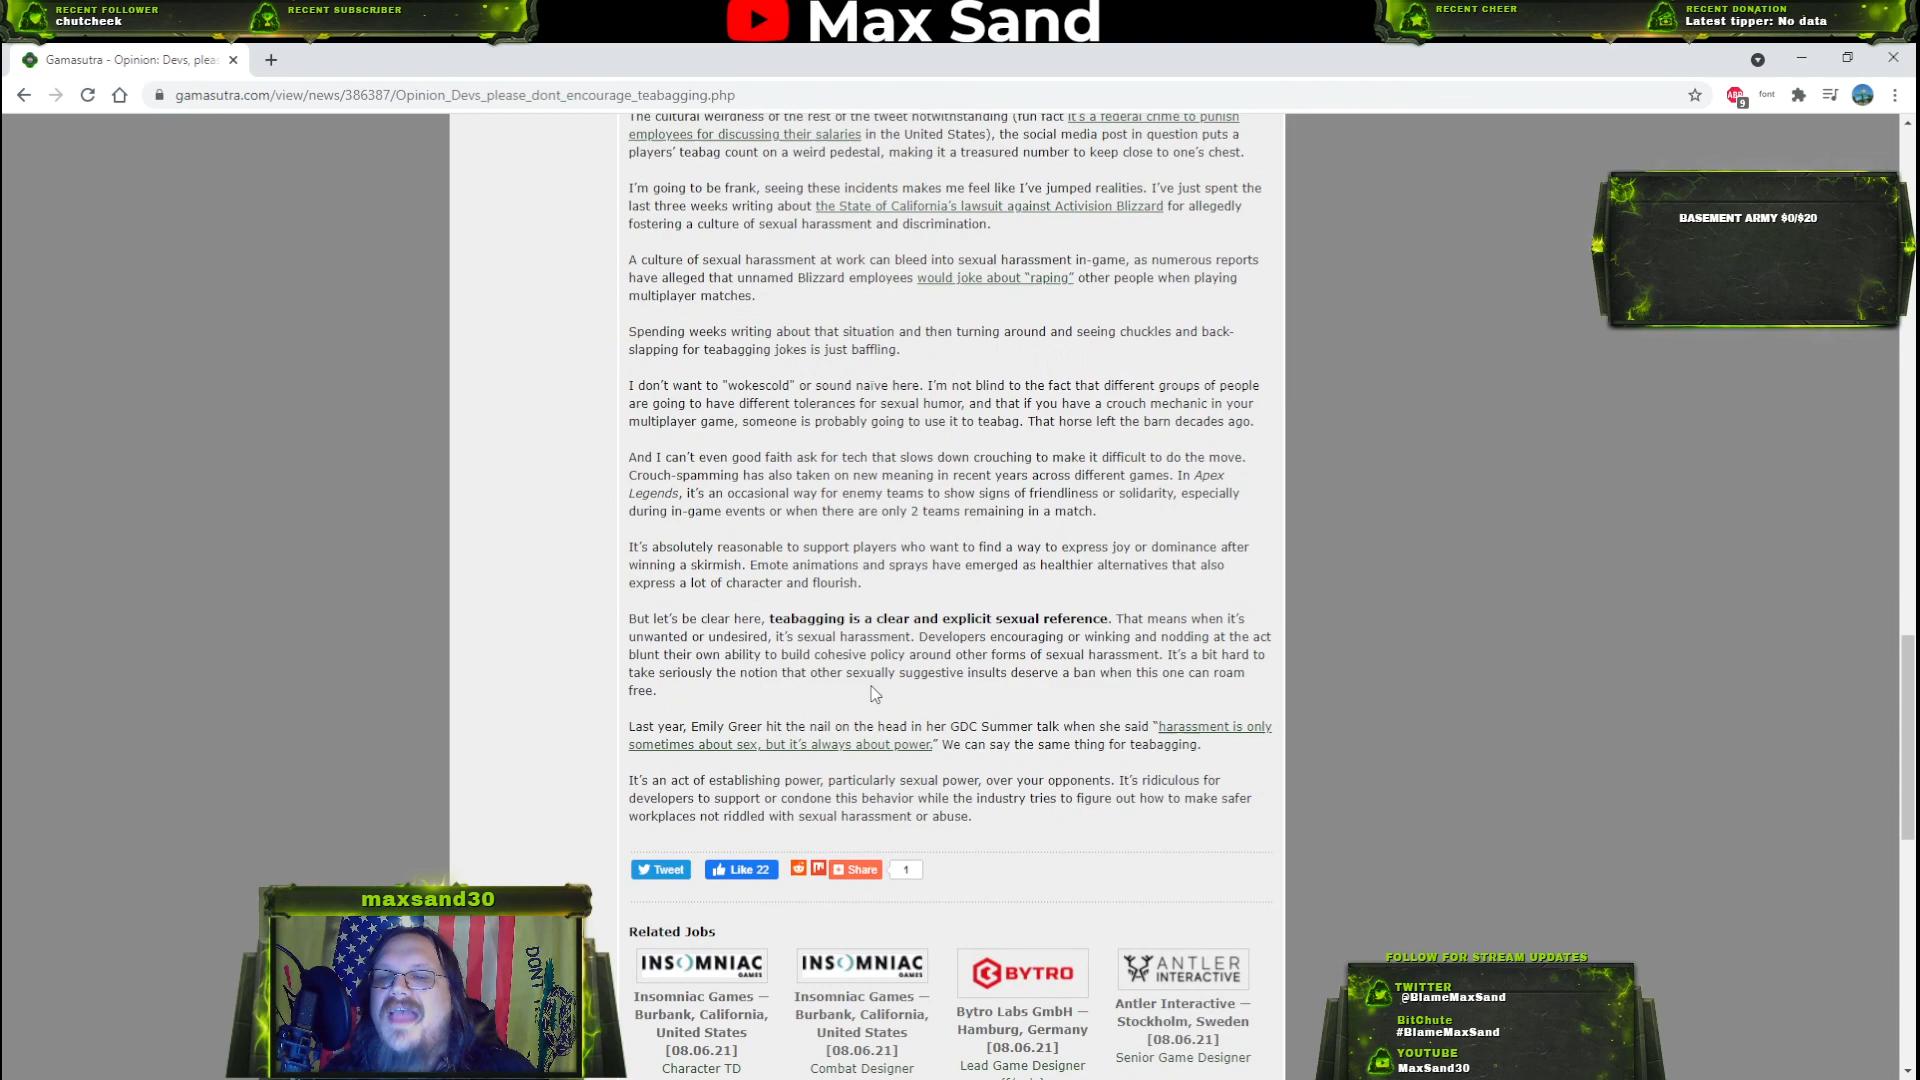 RECENT FOLLOWER
chutcheek
RECENT SUBSCRIBER
Max Sand
RECENT CHEER
RECENT DONATION
Latest tipper: No data
Gamasutra - Opinion: Devs, plea
gamasutra.com/view/news/386387/Opinion_Devs_please_dont_encourage_teabagging.php
ABP
9
font
The cultural weirdness of the rest of the tweet notwithstanding (fun fact it's a federal crime to punish
employees for discussing their salaries in the United States), the social media post in question puts a
players' teabag count on a weird pedestal, making it a treasured number to keep close to one's chest.
I'm going to be frank, seeing these incidents makes me feel like I've jumped realities. I've just spent the
last three weeks writing about the State of California's lawsuit against Activision Blizzard for allegedly
fostering a culture of sexual harassment and discrimination.
A culture of sexual harassment at work can bleed into sexual harassment in-game, as numerous reports
have alleged that unnamed Blizzard employees would joke about "raping" other people when playing
multiplayer matches.
Spending weeks writing about that situation and then turning around and seeing chuckles and back-
slapping for teabagging jokes is just baffling.
I don't want to "wokescold" or sound naïve here. I'm not blind to the fact that different groups of people
are going to have different tolerances for sexual humor, and that if you have a crouch mechanic in your
multiplayer game, someone is probably going to use it to teabag. That horse left the barn decades ago.
And I can't even good faith ask for tech that slows down crouching to make it difficult to do the move.
Crouch-spamming has also taken on new meaning in recent years across different games. In Apex
Legends, it's an occasional way for enemy teams to show signs of friendliness or solidarity, especially
during in-game events or when there are only 2 teams remaining in a match.
It's absolutely reasonable to support players who want to find a way to express joy or dominance after
winning a skirmish. Emote animations and sprays have emerged as healthier alternatives that also
express a lot of character and flourish.
But let's be clear here, teabagging is a clear and explicit sexual reference. That means when it's
unwanted or undesired, it's sexual harassment. Developers encouraging or winking and nodding at the act
blunt their own ability to build cohesive policy around other forms of sexual harassment. It's a bit hard to
take seriously the notion that other sexually suggestive insults deserve a ban when this one can roam
free.
Last year, Emily Greer hit the nail on the head in her GDC Summer talk when she said "harassment is only
sometimes about sex, but it's always about power." We can say the same thing for teabagging.
It's an act of establishing power, particularly sexual power, over your opponents. It's ridiculous for
developers to support or condone this behavior while the industry tries to figure out how to make safer
workplaces not riddled with sexual harassment or abuse.
Tweet
Like 22
Share
1
Related Jobs
INSOMNIAC
GAMES
Insomniac Games —
Burbank, California,
United States
[08.06.21]
Character TD
INSOMNIAC
GAMES
Insomniac Games —
Burbank, California,
United States
[08.06.21]
Combat Designer
BYTRO
Bytro Labs GmbH —
Hamburg, Germany
[08.06.21]
Lead Game Designer
ANTLER
INTERACTIVE
Antler Interactive —
Stockholm, Sweden
[08.06.21]
Senior Game Designer
BASEMENT ARMY $0/$20
maxsand30
DON'T
FOLLOW FOR STREAM UPDATES
TWITTER
@BlameMaxSand
BitChute
#BlameMaxSand
YOUTUBE
MaxSand30